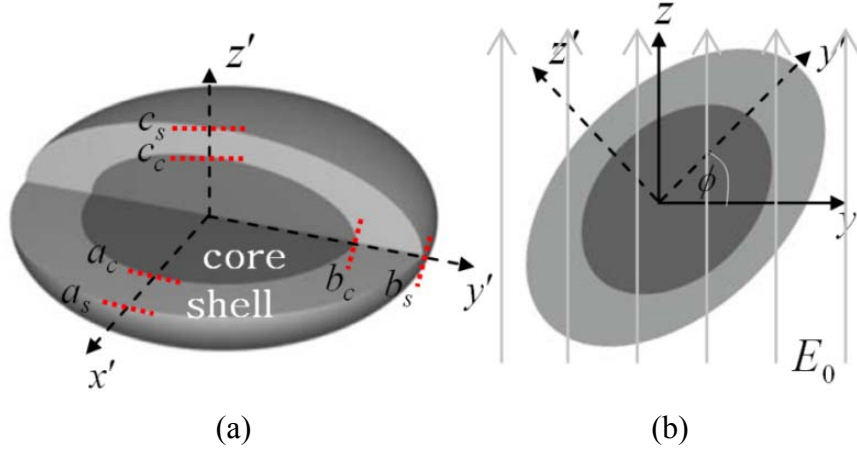 z′
c_s
c_c
core
shell
a_c
a_s
b_c
b_s
y′
x′
(a)
z
z′
y′
ϕ
y
E_0
(b)